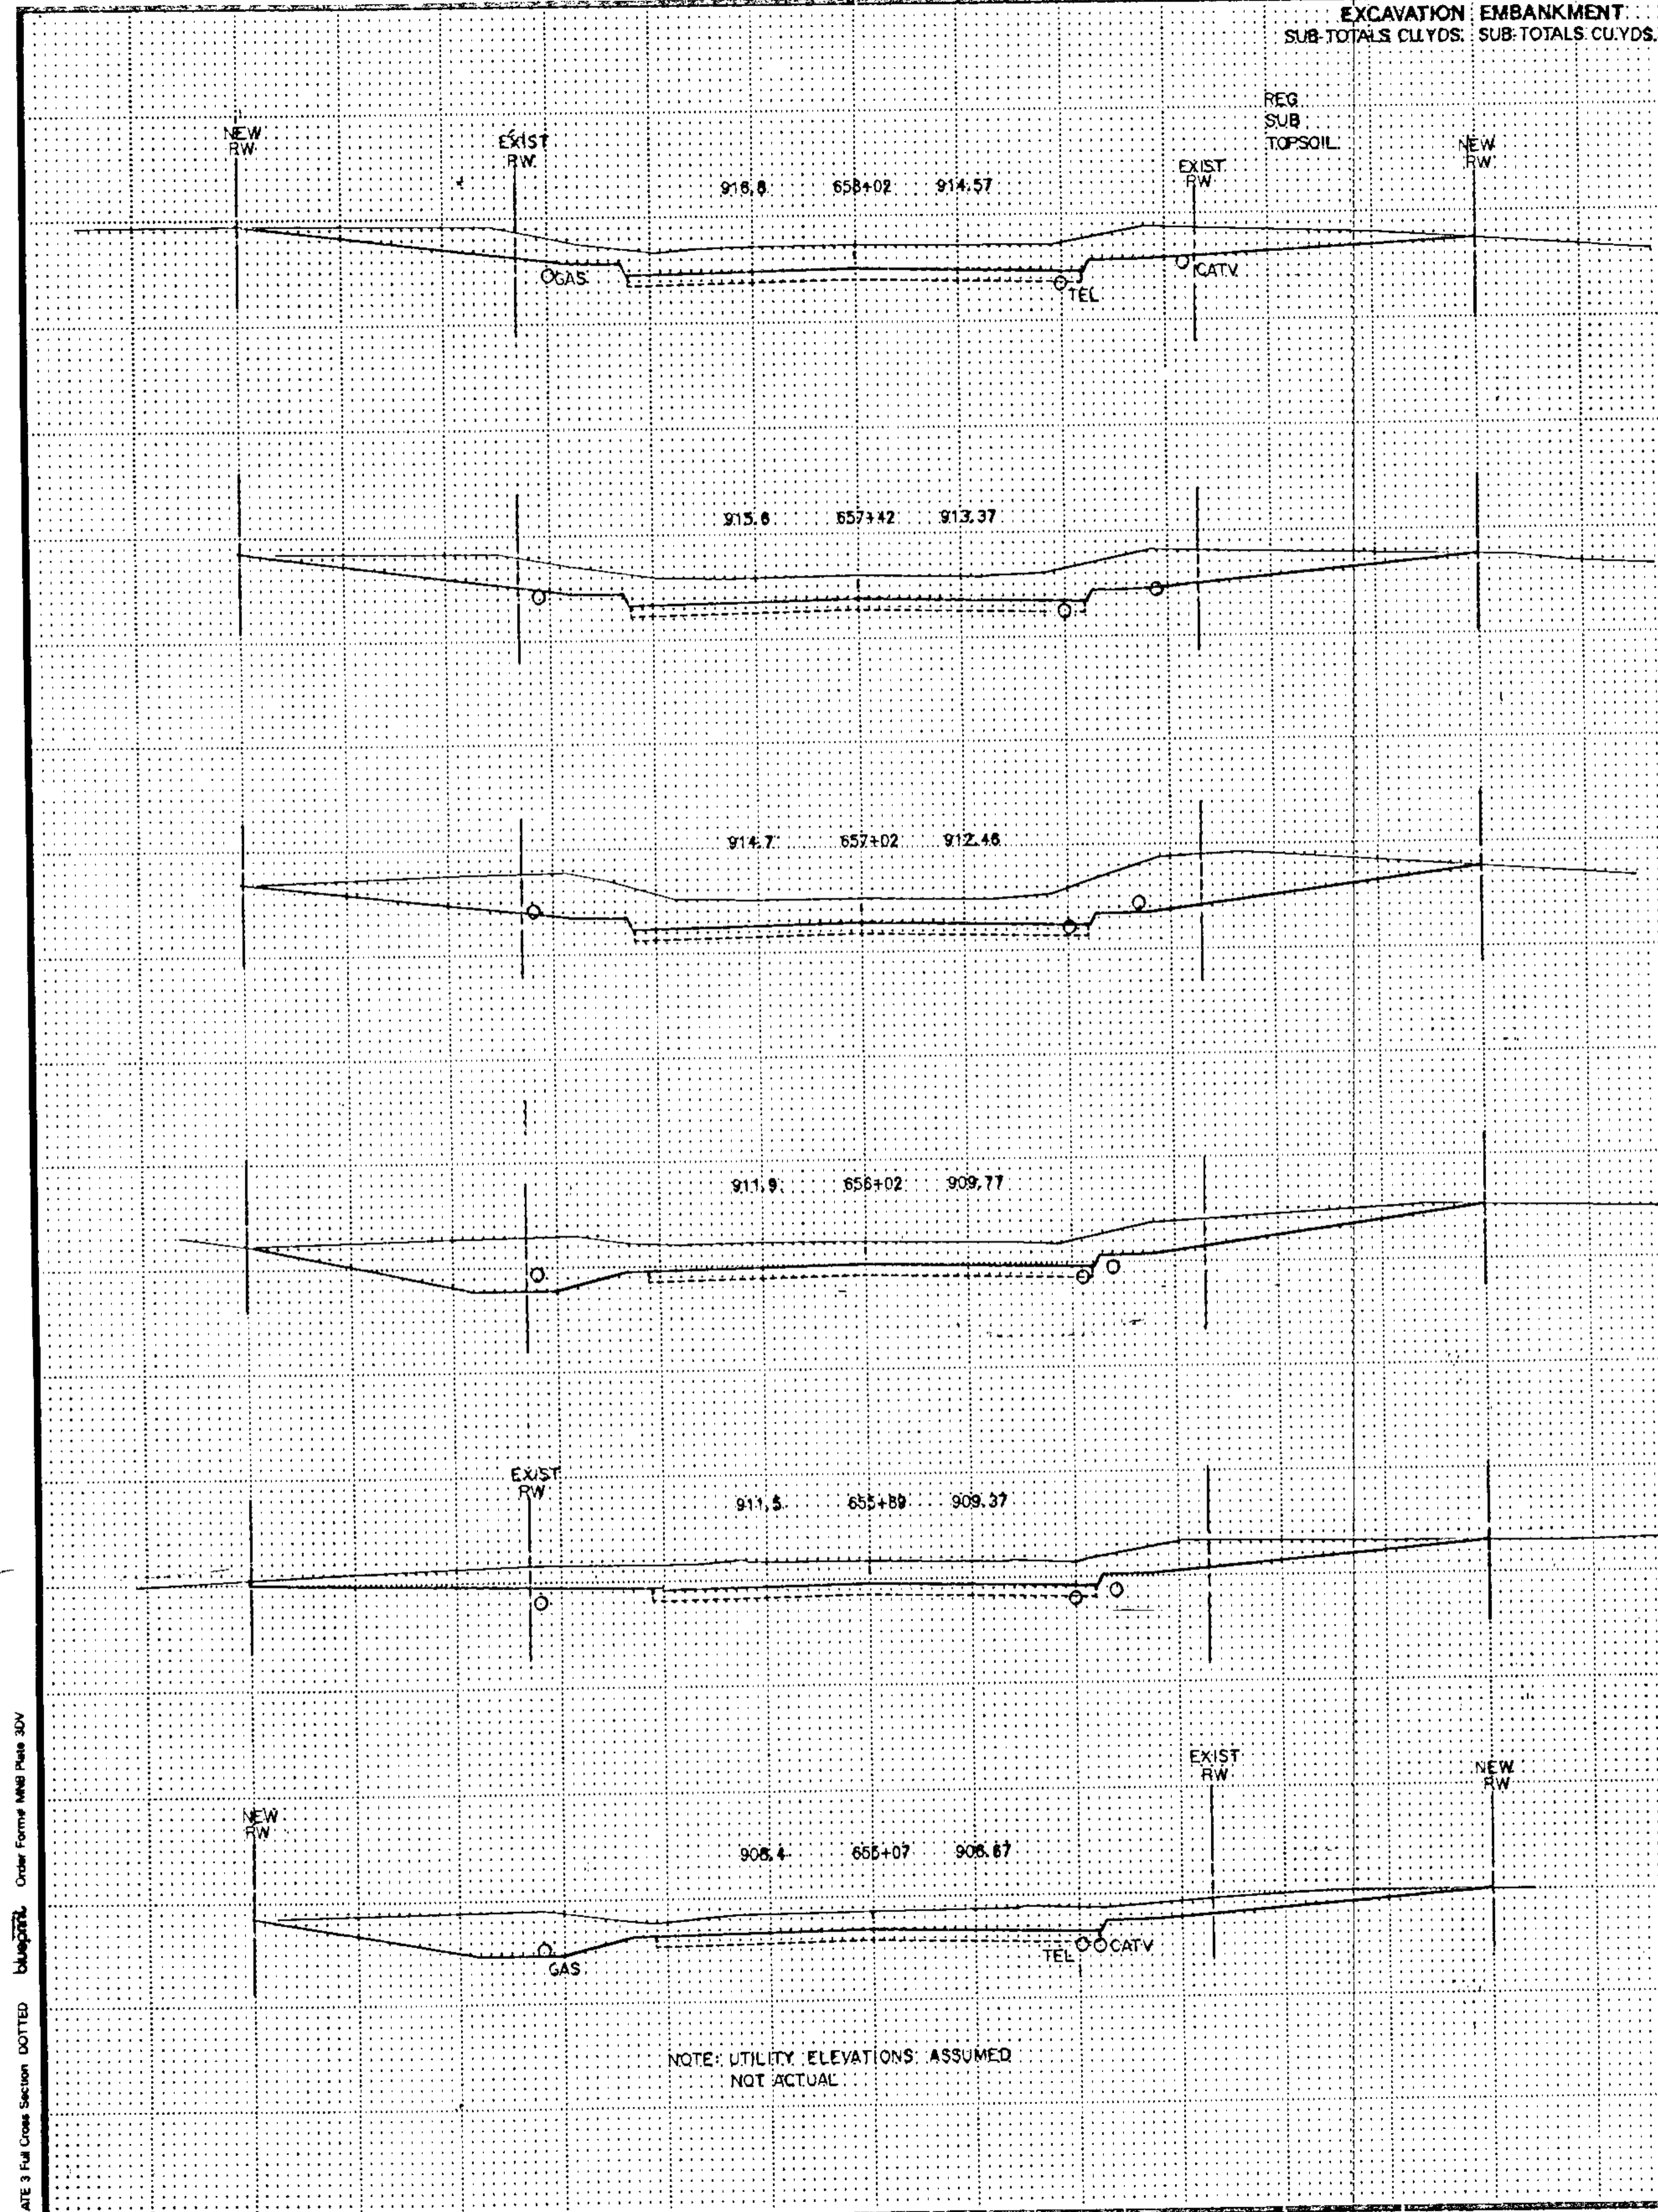 EXCAVATION EMBANKMENT
SUB-TOTALS CU.YDS. SUB-TOTALS CU.YDS.
REG
SUB
TOPSOIL
NEW
RW
EXIST
RW
EXIST
RW
NEW
RW
916.8 658+02 914.57
GAS
TEL
CATV
915.6 657+42 913.37
914.7 657+02 912.46
911.9 656+02 909.77
EXIST
RW
911.5 655+89 909.37
EXIST
RW
NEW
RW
NEW
RW
908.4 655+07 906.67
GAS
TEL
CATV
NOTE: UTILITY ELEVATIONS ASSUMED
NOT ACTUAL
ATE 3 Full Cross Section DOTTED blueprint Order Form# MNB Plate 3DV